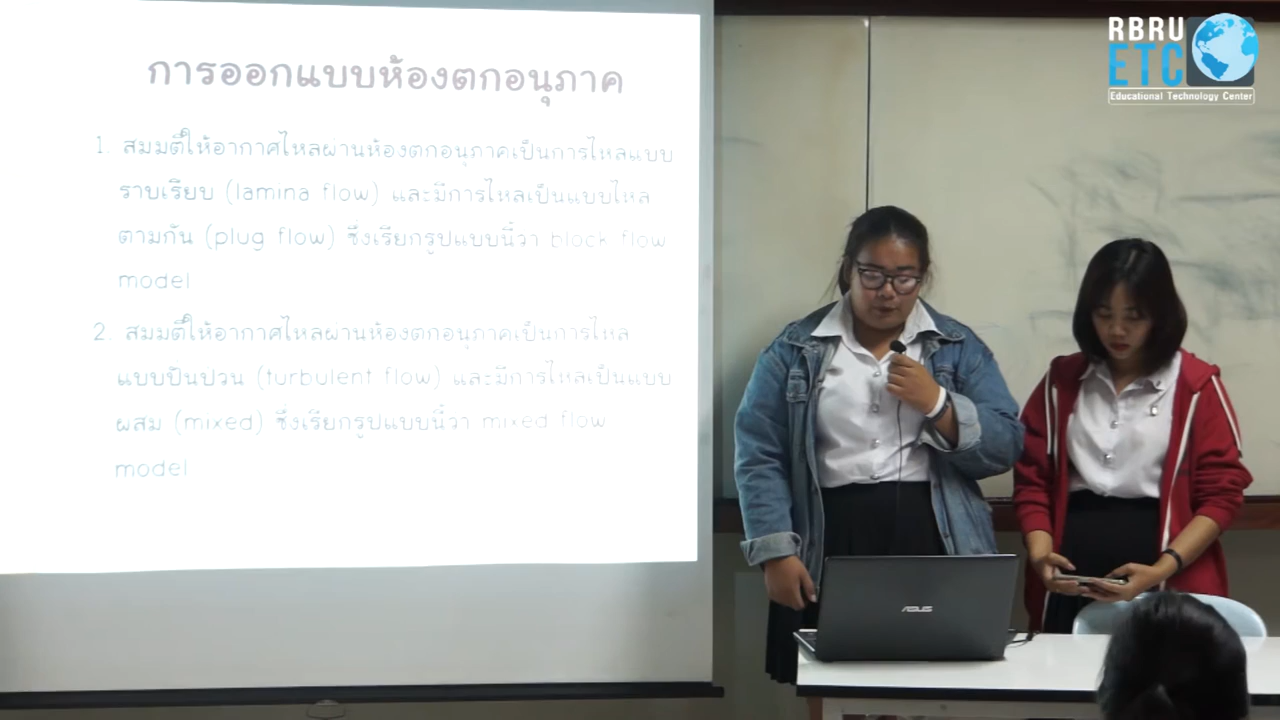 การออกแบบห้องตกอนุภาค
1. สมมติให้อากาศไหลผ่านห้องตกอนุภาคเป็นการไหลแบบ
ราบเรียบ (lamina flow) และมีการไหลเป็นแบบไหล
ตามกัน (plug flow) ซึ่งเรียกรูปแบบนี้ว่า block flow
model
2. สมมติให้อากาศไหลผ่านห้องตกอนุภาคเป็นการไหล
แบบปั่นป่วน (turbulent flow) และมีการไหลเป็นแบบ
ผสม (mixed) ซึ่งเรียกรูปแบบนี้ว่า mixed flow
model
RBRU
ETC
Educational Technology Center
ASUS